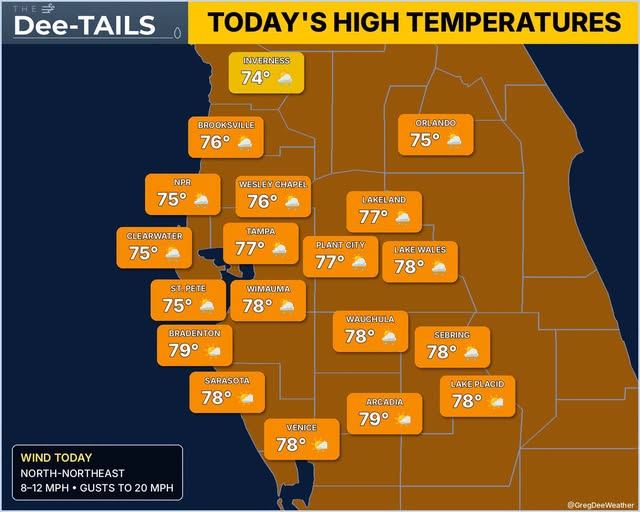 THE
Dee-TAILS
TODAY'S HIGH TEMPERATURES
INVERNESS
74°
BROOKSVILLE
76°
ORLANDO
75°
NPR
75°
WESLEY CHAPEL
76°
LAKELAND
77°
CLEARWATER
75°
TAMPA
77°
PLANT CITY
77°
LAKE WALES
78°
ST. PETE
75°
WIMAUMA
78°
BRADENTON
79°
WAUCHULA
78°
SEBRING
78°
SARASOTA
78°
ARCADIA
79°
LAKE PLACID
78°
VENICE
78°
WIND TODAY
NORTH-NORTHEAST
8–12 MPH • GUSTS TO 20 MPH
@GregDeeWeather